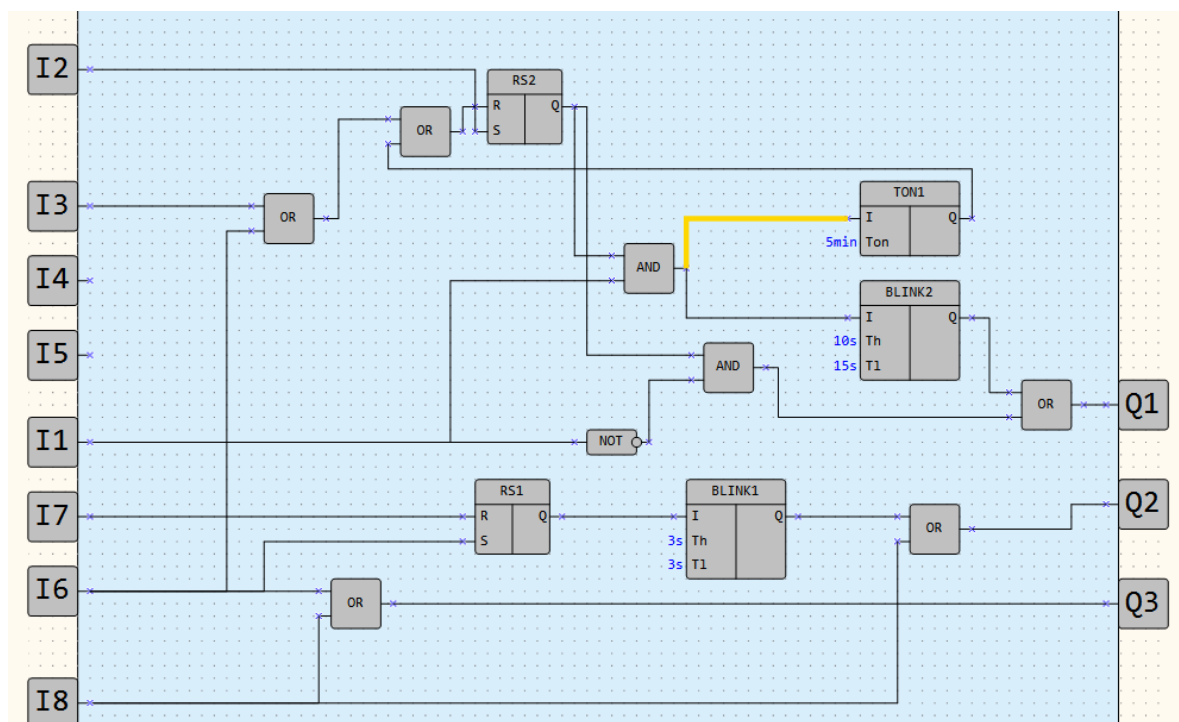 I2
RS2
R
Q
S
OR
I3
OR
TON1
I
Q
5min
Ton
I4
AND
BLINK2
I
Q
10s
Th
15s
Tl
I5
AND
OR
Q1
I1
NOT
RS1
R
Q
S
BLINK1
I
Q
3s
Th
3s
Tl
I7
OR
Q2
I6
OR
Q3
I8